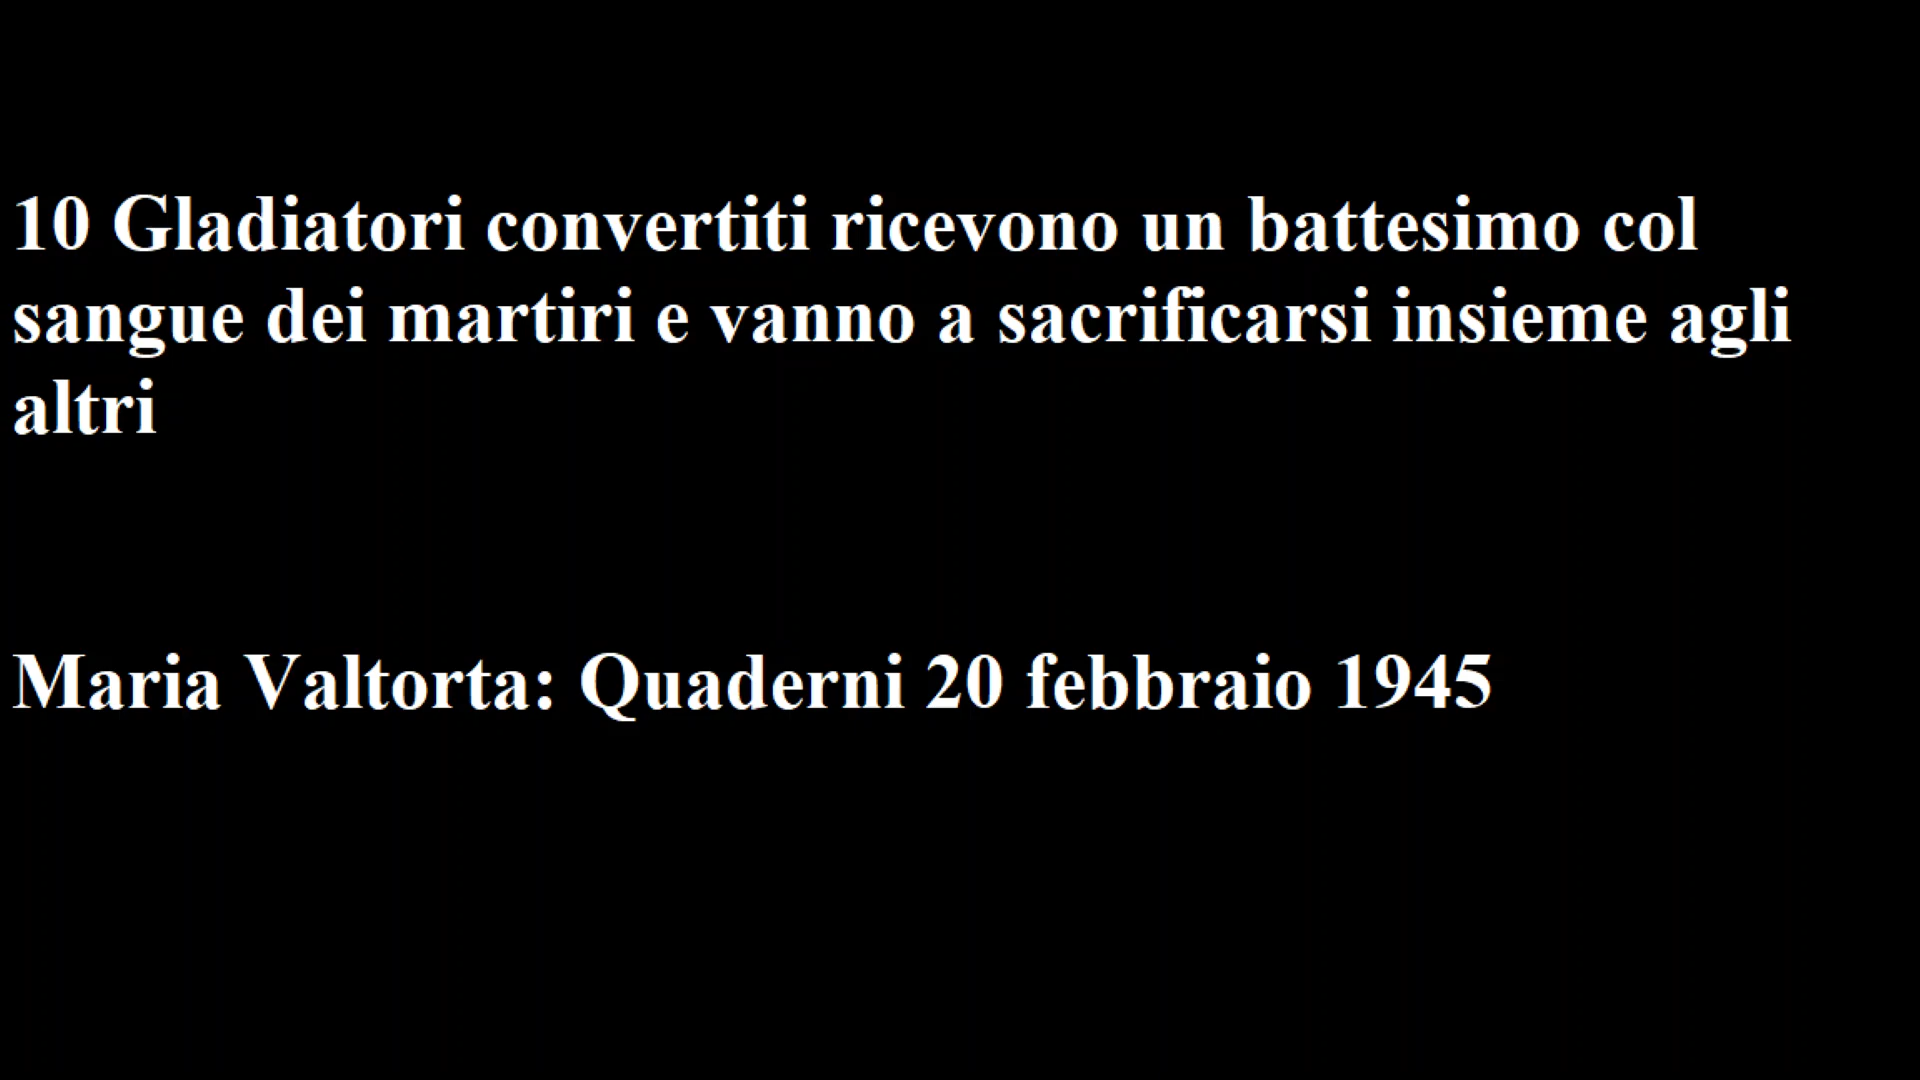 10 Gladiatori convertiti ricevono un battesimo col
sangue dei martiri e vanno a sacrificarsi insieme agli
altri
Maria Valtorta: Quaderni 20 febbraio 1945